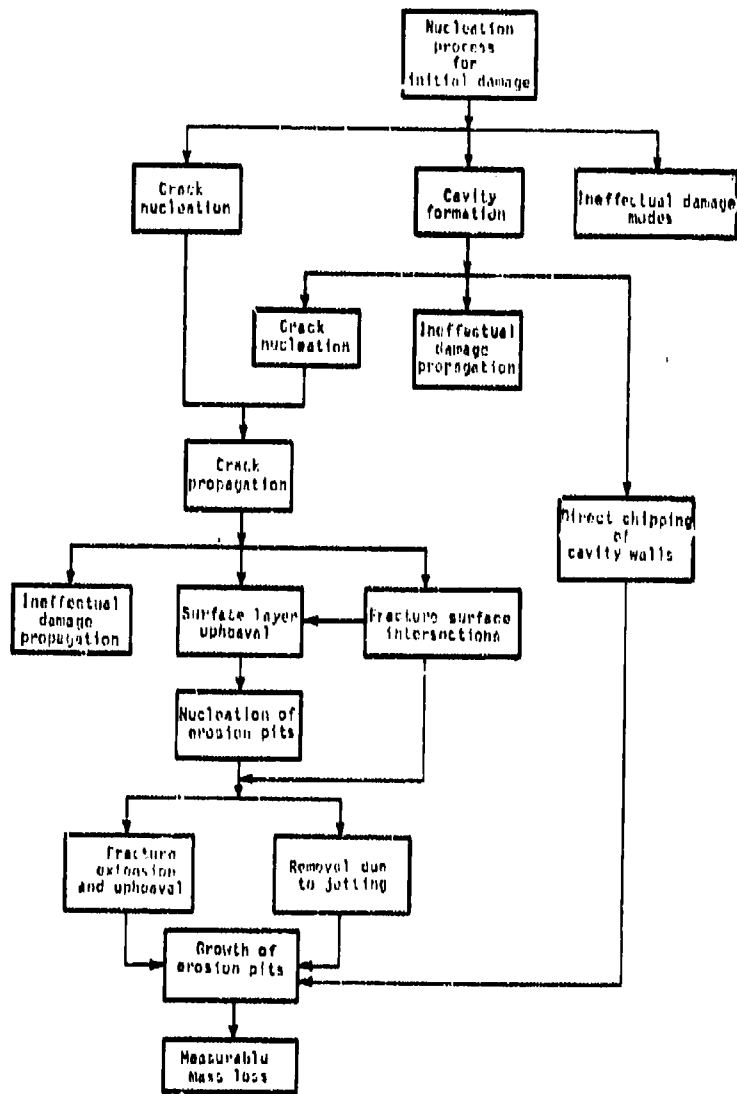 Nucleation
process
for
initial damage
Crack
nucleation
Cavity
formation
Ineffectual damage
modes
Crack
nucleation
Ineffectual
damage
propagation
Crack
propagation
Direct chipping
of
cavity walls
Ineffectual
damage
propagation
Surface layer
upheaval
Fracture surface
intersections
Nucleation of
erosion pits
Fracture
extension
and upheaval
Removal due
to jetting
Growth of
erosion pits
Measurable
Mass loss